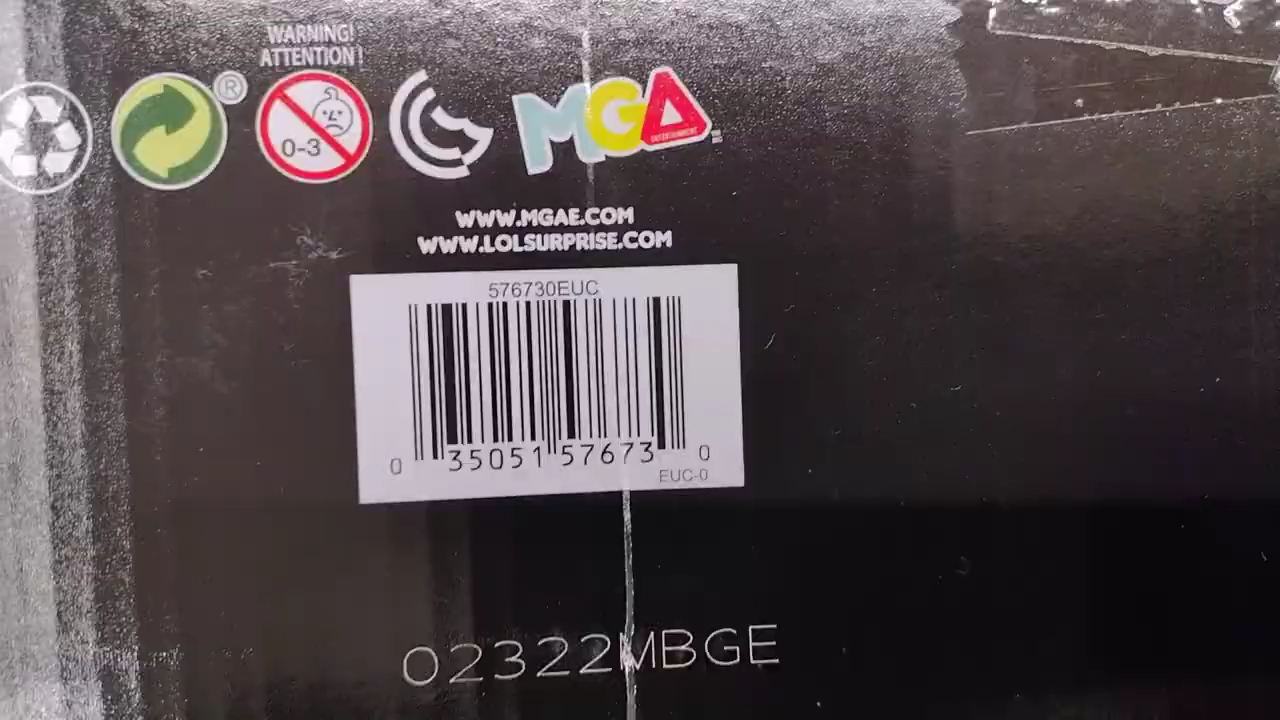 WARNING!
ATTENTION!
®
0-3
MGA
ENTERTAINMENT
WWW.MGAE.COM
WWW.LOLSURPRISE.COM
576730EUC
0 35051 57673 0
EUC-0
02322MBGE